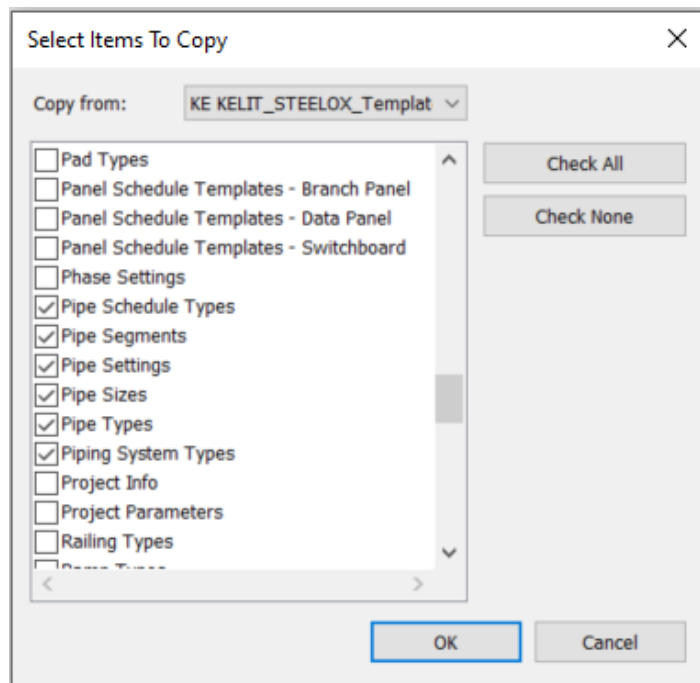 Select Items To Copy
Copy from: KE KELIT_STEELOX_Templat
Pad Types
Check All
Panel Schedule Templates - Branch Panel
Panel Schedule Templates - Data Panel
Check None
Panel Schedule Templates - Switchboard
Phase Settings
Pipe Schedule Types
Pipe Segments
Pipe Settings
Pipe Sizes
Pipe Types
Piping System Types
Project Info
Project Parameters
Railing Types
OK
Cancel